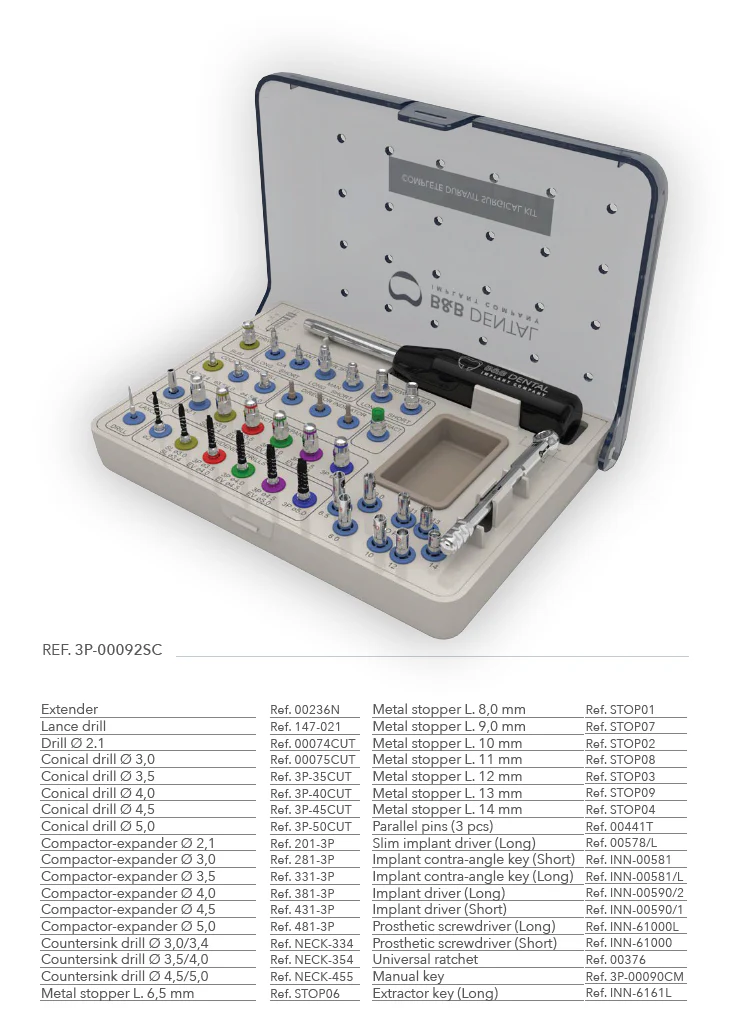 COMPLETE DURAVIT SURGICAL KIT
B&B DENTAL
IMPLANT COMPANY
B&B DENTAL
IMPLANT COMPANY
SHORT
DRILL
6.5
8
10
12
14
REF. 3P-00092SC
Extender Ref. 00236N
Lance drill Ref. 147-021
Drill Ø 2.1 Ref. 00074CUT
Conical drill Ø 3,0 Ref. 00075CUT
Conical drill Ø 3,5 Ref. 3P-35CUT
Conical drill Ø 4,0 Ref. 3P-40CUT
Conical drill Ø 4,5 Ref. 3P-45CUT
Conical drill Ø 5,0 Ref. 3P-50CUT
Compactor-expander Ø 2,1 Ref. 201-3P
Compactor-expander Ø 3,0 Ref. 281-3P
Compactor-expander Ø 3,5 Ref. 331-3P
Compactor-expander Ø 4,0 Ref. 381-3P
Compactor-expander Ø 4,5 Ref. 431-3P
Compactor-expander Ø 5,0 Ref. 481-3P
Countersink drill Ø 3,0/3,4 Ref. NECK-334
Countersink drill Ø 3,5/4,0 Ref. NECK-354
Countersink drill Ø 4,5/5,0 Ref. NECK-455
Metal stopper L. 6,5 mm Ref. STOP06
Metal stopper L. 8,0 mm Ref. STOP01
Metal stopper L. 9,0 mm Ref. STOP07
Metal stopper L. 10 mm Ref. STOP02
Metal stopper L. 11 mm Ref. STOP08
Metal stopper L. 12 mm Ref. STOP03
Metal stopper L. 13 mm Ref. STOP09
Metal stopper L. 14 mm Ref. STOP04
Parallel pins (3 pcs) Ref. 00441T
Slim implant driver (Long) Ref. 00578/L
Implant contra-angle key (Short) Ref. INN-00581
Implant contra-angle key (Long) Ref. INN-00581/L
Implant driver (Long) Ref. INN-00590/2
Implant driver (Short) Ref. INN-00590/1
Prosthetic screwdriver (Long) Ref. INN-61000L
Prosthetic screwdriver (Short) Ref. INN-61000
Universal ratchet Ref. 00376
Manual key Ref. 3P-00090CM
Extractor key (Long) Ref. INN-6161L